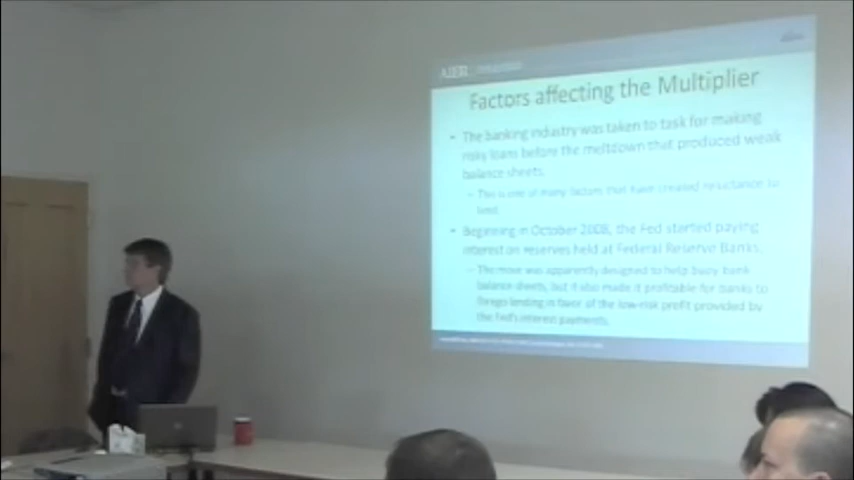 AIER
Factors affecting the Multiplier
• The banking industry was taken to task for making
risky loans before the meltdown that produced weak
balance sheets.
– This is one of many factors that have created resistance to
lend.
• Beginning in October 2008, the Fed started paying
interest on reserves held at Federal Reserve Banks.
– The move was apparently designed to help buoy bank
balance sheets, but it also made it profitable for banks to
forego lending in favor of the low-risk profit provided by
the Fed's interest payments.